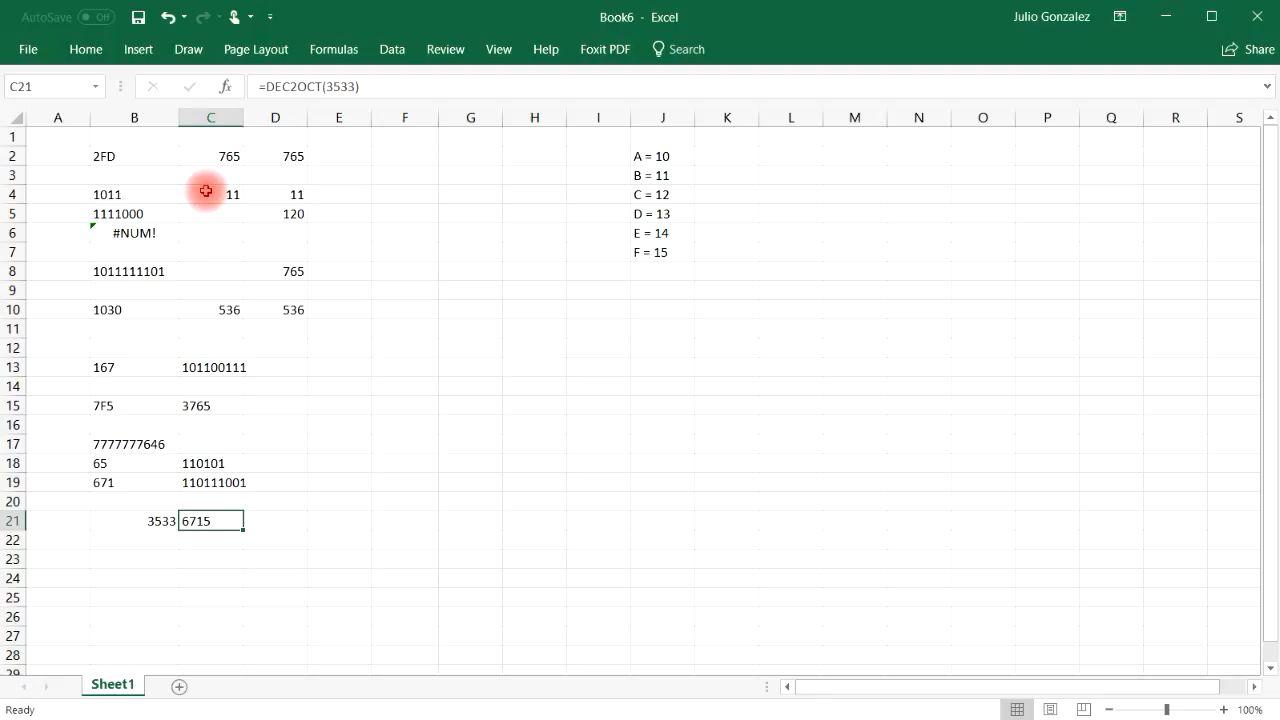 AutoSave Off Book6 - Excel Julio Gonzalez
File Home Insert Draw Page Layout Formulas Data Review View Help Foxit PDF Search Share
C21 fx =DEC2OCT(3533)
A B C D E F G H I J K L M N O P Q R S
1
2 2FD 765 765 A = 10
3 B = 11
4 1011 11 11 C = 12
5 1111000 120 D = 13
6 #NUM! E = 14
7 F = 15
8 1011111101 765
9
10 1030 536 536
11
12
13 167 101100111
14
15 7F5 3765
16
17 7777777646
18 65 110101
19 671 110111001
20
21 3533 6715
22
23
24
25
26
27
28
29
Sheet1
Ready 100%